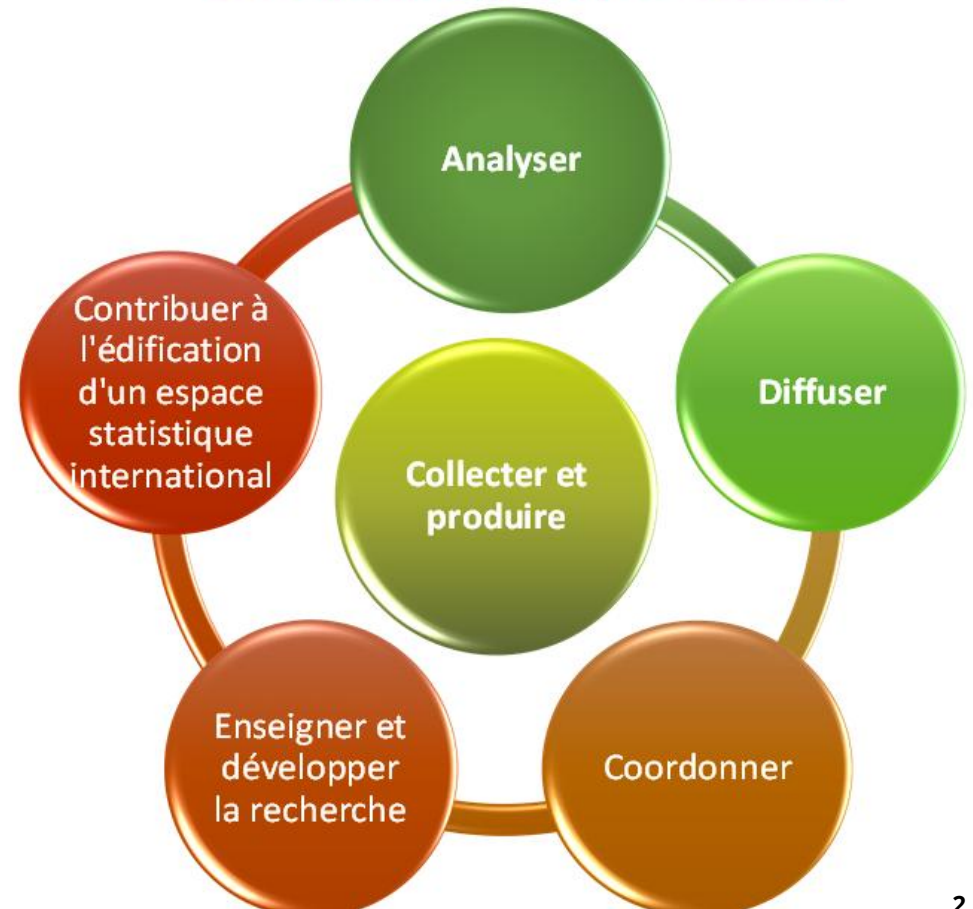 Analyser
Contribuer à
l'édification
d'un espace
statistique
international
Diffuser
Collecter et
produire
Enseigner et
développer
la recherche
Coordonner
2